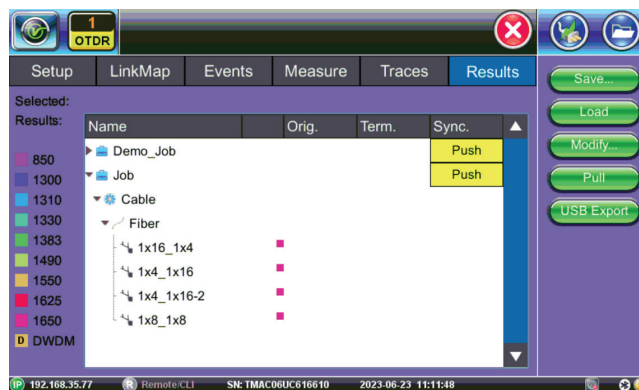 1
OTDR
Setup
LinkMap
Events
Measure
Traces
Results
Save...
Load
Modify...
Pull
USB Export
Selected:
Results:
850
1300
1310
1330
1383
1490
1550
1625
1650
D DWDM
Name Orig. Term. Sync.
Demo_Job Push
Job Push
Cable
Fiber
1x16_1x4
1x4_1x16
1x4_1x16-2
1x8_1x8
IP 192.168.35.77 R Remote/CLI SN: TMAC06UC616610 2023-06-23 11:11:48